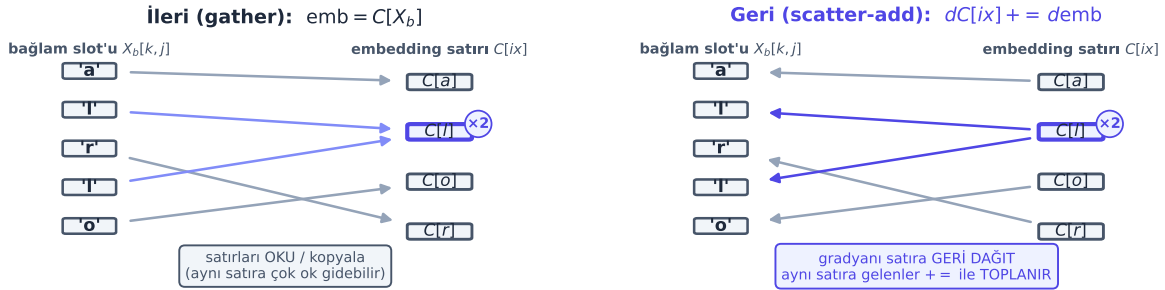 İleri (gather): emb = C[X_b]
bağlam slot'u X_b[k, j]
embedding satırı C[ix]
'a'
'l'
'r'
'l'
'o'
C[a]
C[l]
×2
C[o]
C[r]
satırları OKU / kopyala
(aynı satıra çok ok gidebilir)
Geri (scatter-add): dC[ix] += demb
bağlam slot'u X_b[k, j]
embedding satırı C[ix]
'a'
'l'
'r'
'l'
'o'
C[a]
C[l]
×2
C[o]
C[r]
gradyanı satıra GERİ DAĞIT
aynı satıra gelenler += ile TOPLANIR